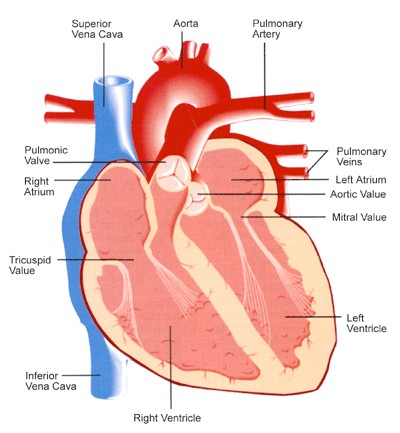 Superior
Vena Cava
Aorta
Pulmonary
Artery
Pulmonic
Valve
Pulmonary
Veins
Right
Atrium
Left Atrium
Aortic Value
Mitral Value
Tricuspid
Value
Left
Ventricle
Inferior
Vena Cava
Right Ventricle